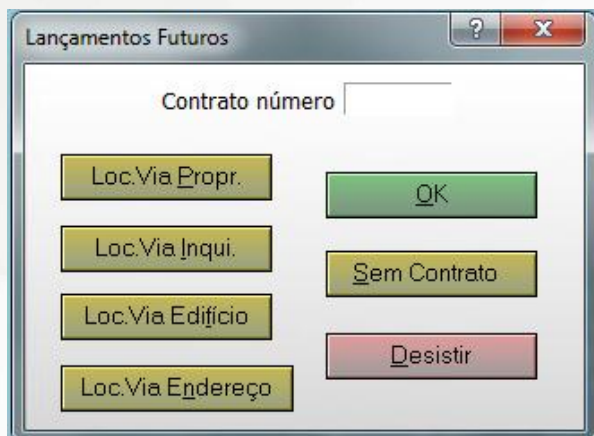 Lançamentos Futuros
Contrato número
Loc.Via Propr.
OK
Loc.Via Inqui.
Sem Contrato
Loc.Via Edifício
Desistir
Loc.Via Endereço